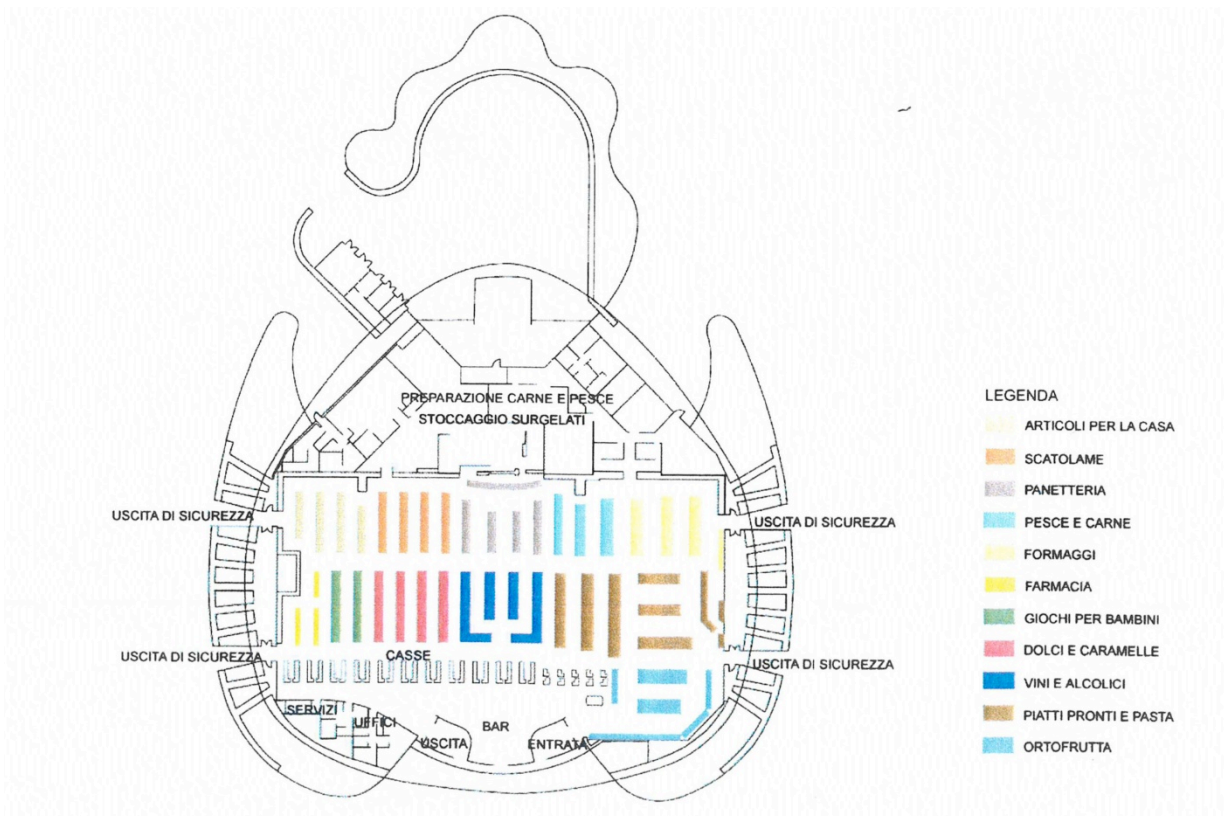 PREPARAZIONE CARNE E PESCE
STOCCAGGIO SURGELATI
USCITA DI SICUREZZA
USCITA DI SICUREZZA
USCITA DI SICUREZZA
USCITA DI SICUREZZA
CASSE
SERVIZI
UFFICI
BAR
USCITA
ENTRATA
LEGENDA
ARTICOLI PER LA CASA
SCATOLAME
PANETTERIA
PESCE E CARNE
FORMAGGI
FARMACIA
GIOCHI PER BAMBINI
DOLCI E CARAMELLE
VINI E ALCOLICI
PIATTI PRONTI E PASTA
ORTOFRUTTA